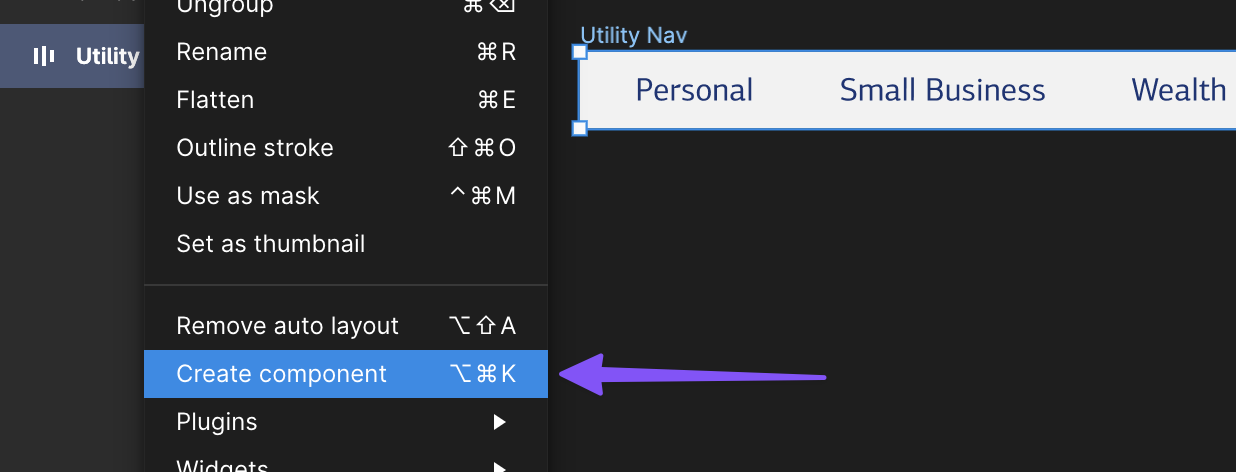 Ungroup ⌘⌫
Utility
Rename ⌘R
Flatten ⌘E
Outline stroke ⇧⌘O
Use as mask ^⌘M
Set as thumbnail
Remove auto layout ⌥⇧A
Create component ⌥⌘K
Plugins ▶
Widgets ▶
Utility Nav
Personal Small Business Wealth